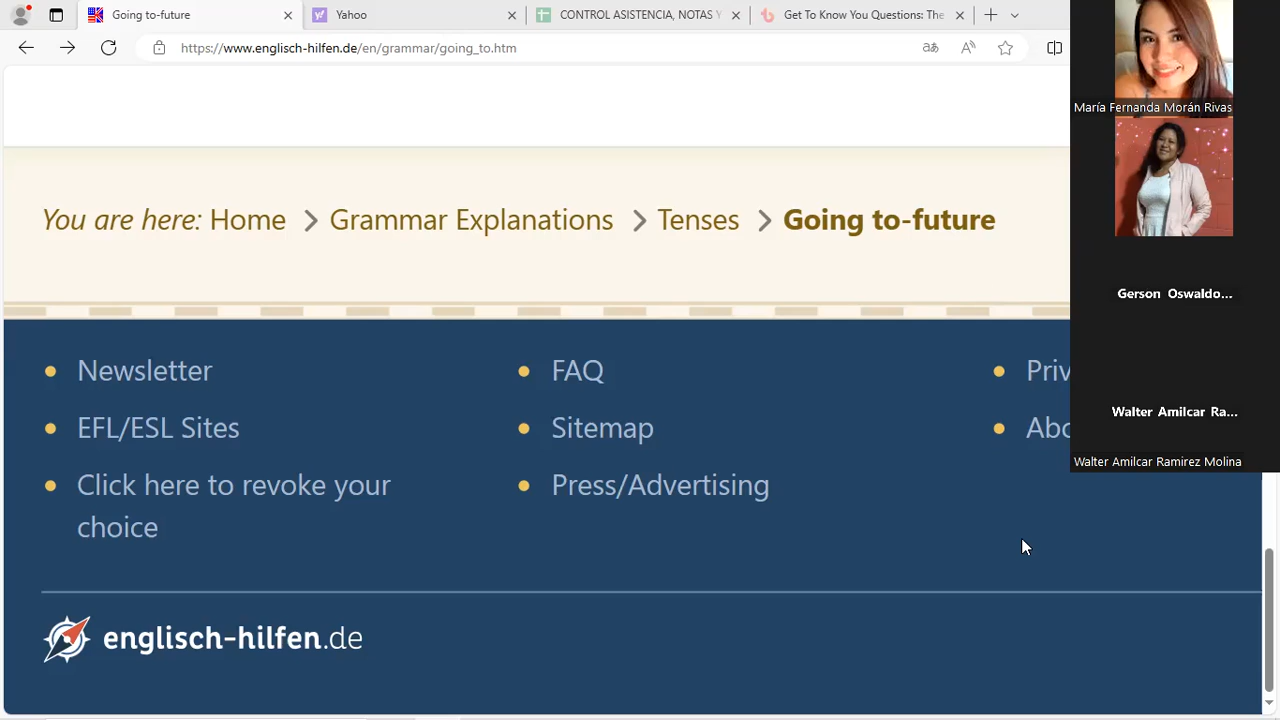 Going to-future
Yahoo
CONTROL ASISTENCIA, NOTAS Y
Get To Know You Questions: The
https://www.englisch-hilfen.de/en/grammar/going_to.htm
María Fernanda Morán Rivas
You are here: Home > Grammar Explanations > Tenses > Going to-future
Gerson Oswaldo...
Newsletter
FAQ
Priv
Walter Amilcar Ra...
EFL/ESL Sites
Sitemap
Abo
Walter Amilcar Ramirez Molina
Click here to revoke your
choice
Press/Advertising
englisch-hilfen.de